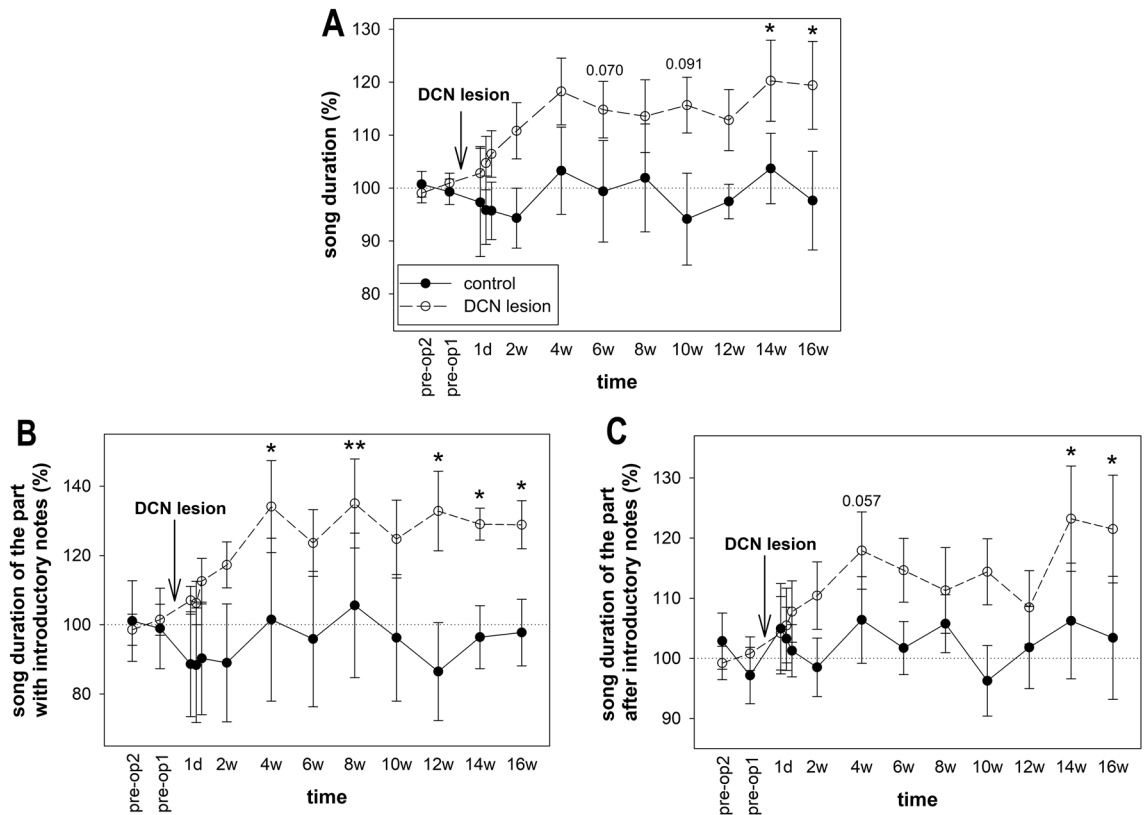 A
song duration (%)
130
120
110
100
90
80
DCN lesion
0.070
0.091
*
*
control
DCN lesion
pre-op2
pre-op1
1d
2w
4w
6w
8w
10w
12w
14w
16w
time
B
song duration of the part
with introductory notes (%)
140
120
100
80
DCN lesion
*
**
*
*
*
pre-op2
pre-op1
1d
2w
4w
6w
8w
10w
12w
14w
16w
time
C
song duration of the part
after introductory notes (%)
130
120
110
100
90
DCN lesion
0.057
*
*
pre-op2
pre-op1
1d
2w
4w
6w
8w
10w
12w
14w
16w
time